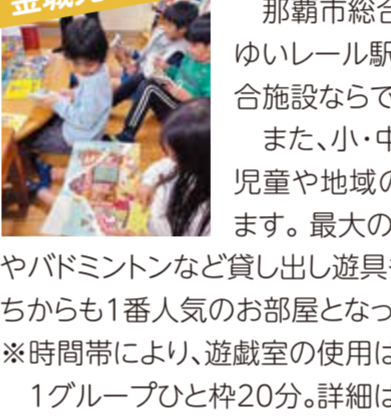 金城
那覇市総合
ゆいレール駅
合施設ならで
また、小・中
児童や地域の
ます。最大の
やバドミントンなど貸し出し遊具
ちからも1番人気のお部屋となっ
※時間帯により、遊戯室の使用は
1グループひと枠20分。詳細は